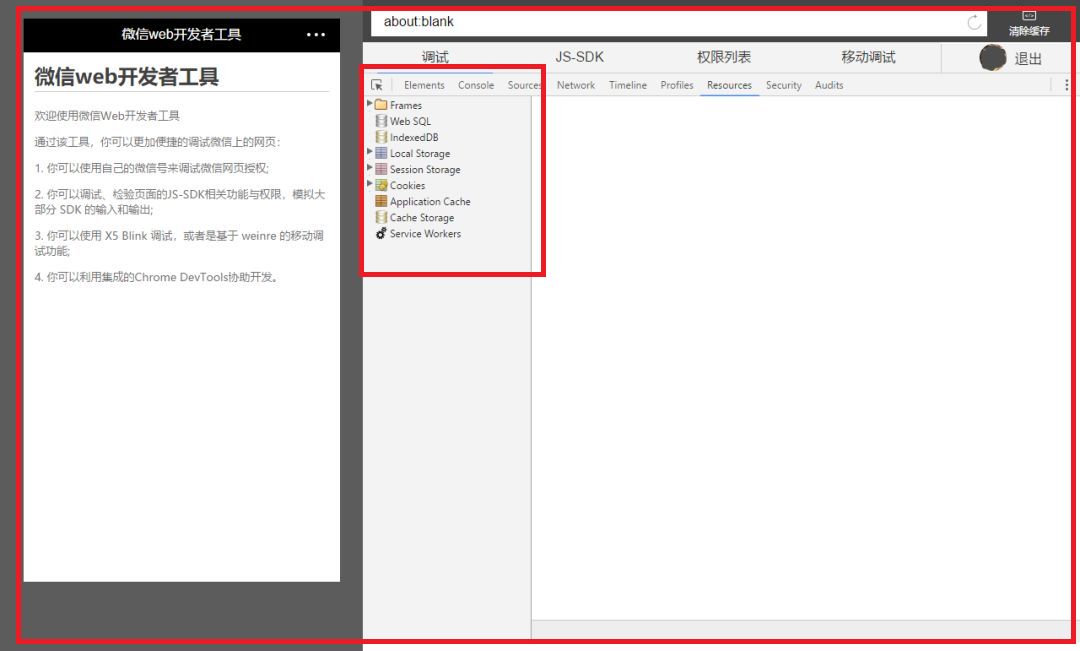 微信web开发者工具
微信web开发者工具
欢迎使用微信Web开发者工具
通过该工具，你可以更加便捷的调试微信上的网页：
1. 你可以使用自己的微信号来调试微信网页授权;
2. 你可以调试、检验页面的JS-SDK相关功能与权限，模拟大
部分 SDK 的输入和输出;
3. 你可以使用 X5 Blink 调试，或者是基于 weinre 的移动调
试功能;
4. 你可以利用集成的Chrome DevTools协助开发。
about:blank
清除缓存
调试 JS-SDK 权限列表 移动调试 退出
Elements Console Sources Network Timeline Profiles Resources Security Audits
Frames
Web SQL
IndexedDB
Local Storage
Session Storage
Cookies
Application Cache
Cache Storage
Service Workers